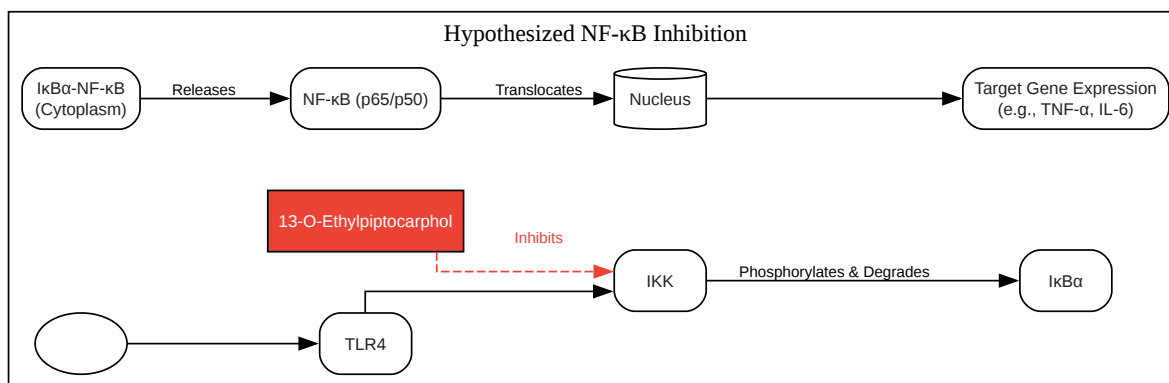 Hypothesized NF-κB Inhibition
IκBα-NF-κB
(Cytoplasm)
Releases
NF-κB (p65/p50)
Translocates
Nucleus
Target Gene Expression
(e.g., TNF-α, IL-6)
13-O-Ethylpiptocarphol
Inhibits
IKK
Phosphorylates & Degrades
IκBα
TLR4